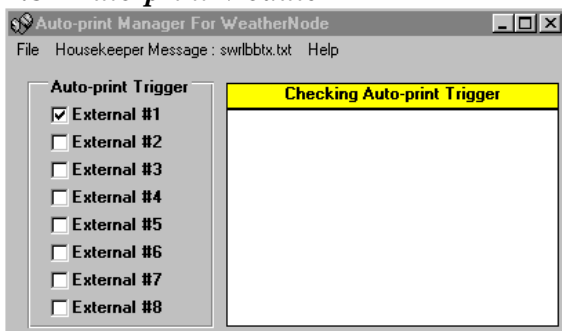 Auto-print Manager For WeatherNode
File Housekeeper Message : swrlbbtx.txt Help
Auto-print Trigger
Checking Auto-print Trigger
External #1
External #2
External #3
External #4
External #5
External #6
External #7
External #8